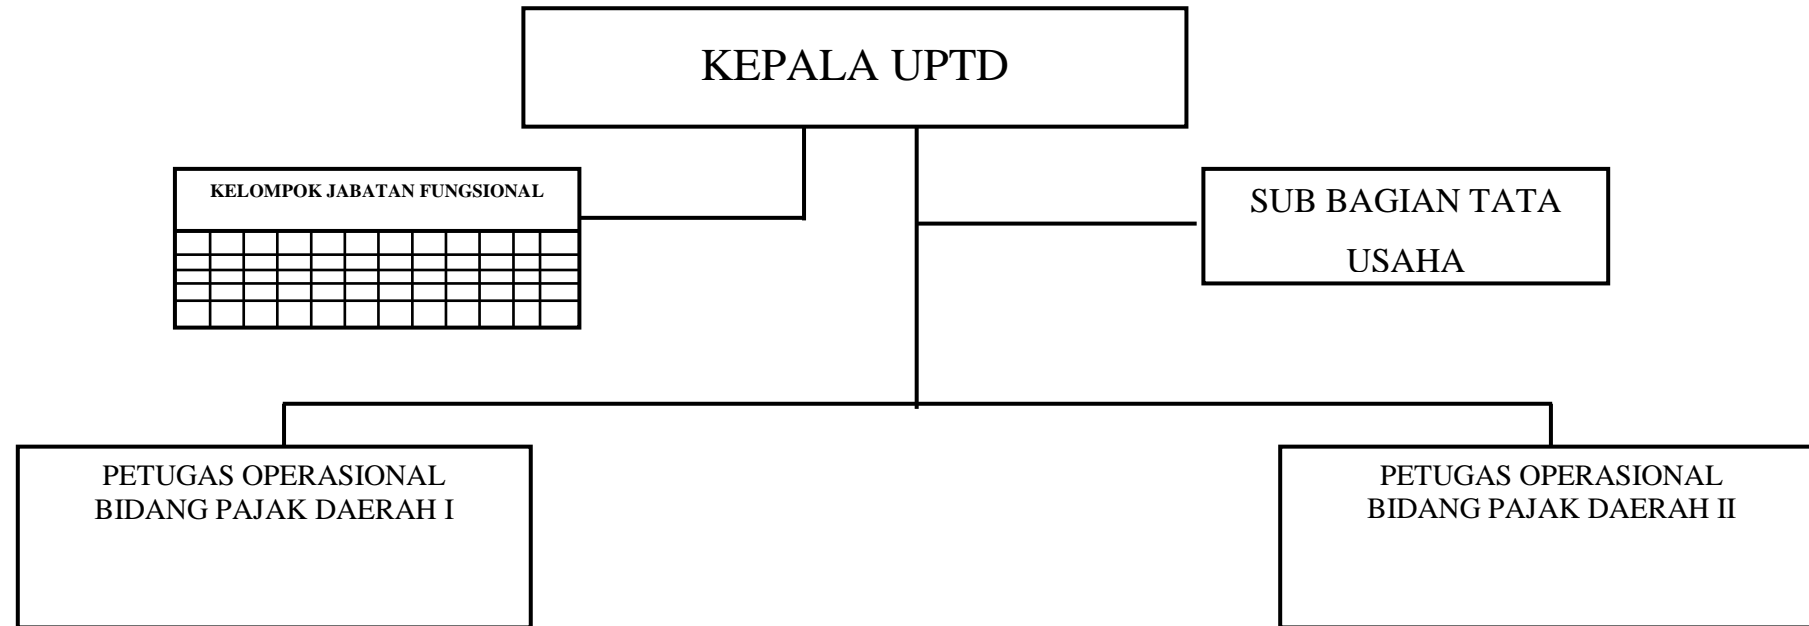 KEPALA UPTD
KELOMPOK JABATAN FUNGSIONAL
SUB BAGIAN TATA
USAHA
PETUGAS OPERASIONAL
BIDANG PAJAK DAERAH I
PETUGAS OPERASIONAL
BIDANG PAJAK DAERAH II